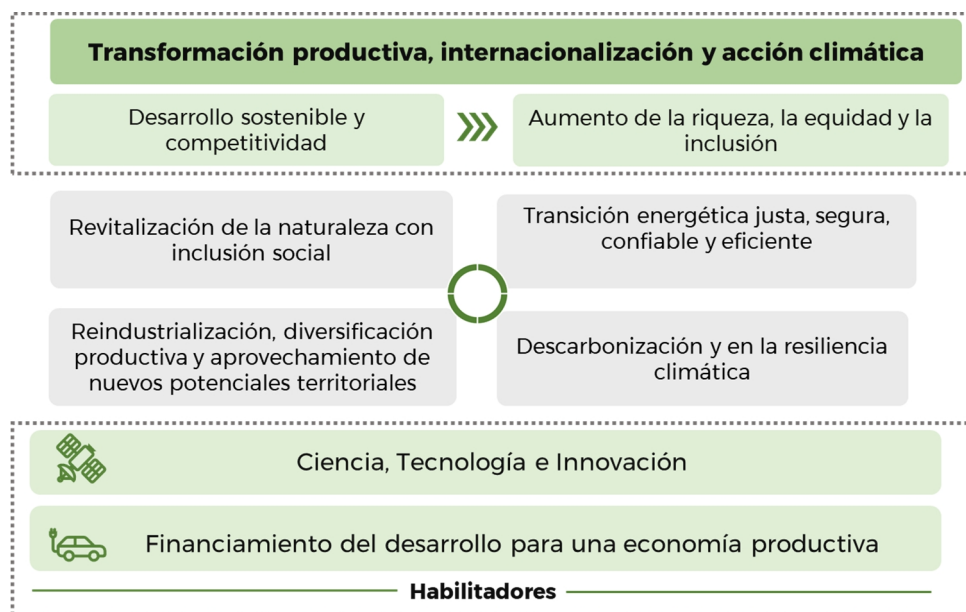 Transformación productiva, internacionalización y acción climática
Desarrollo sostenible y
competitividad
Aumento de la riqueza, la equidad y la
inclusión
Revitalización de la naturaleza con
inclusión social
Transición energética justa, segura,
confiable y eficiente
Reindustrialización, diversificación
productiva y aprovechamiento de
nuevos potenciales territoriales
Descarbonización y en la resiliencia
climática
Ciencia, Tecnología e Innovación
Financiamiento del desarrollo para una economía productiva
Habilitadores